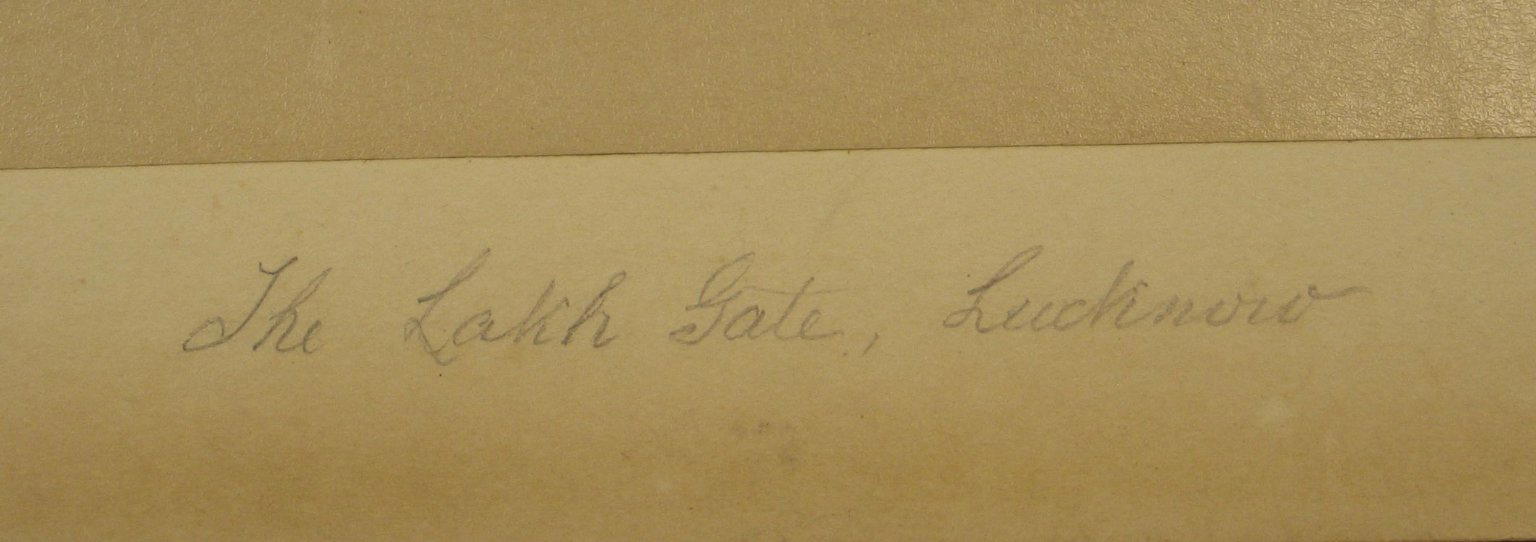 The Lakh Gate, Lucknow